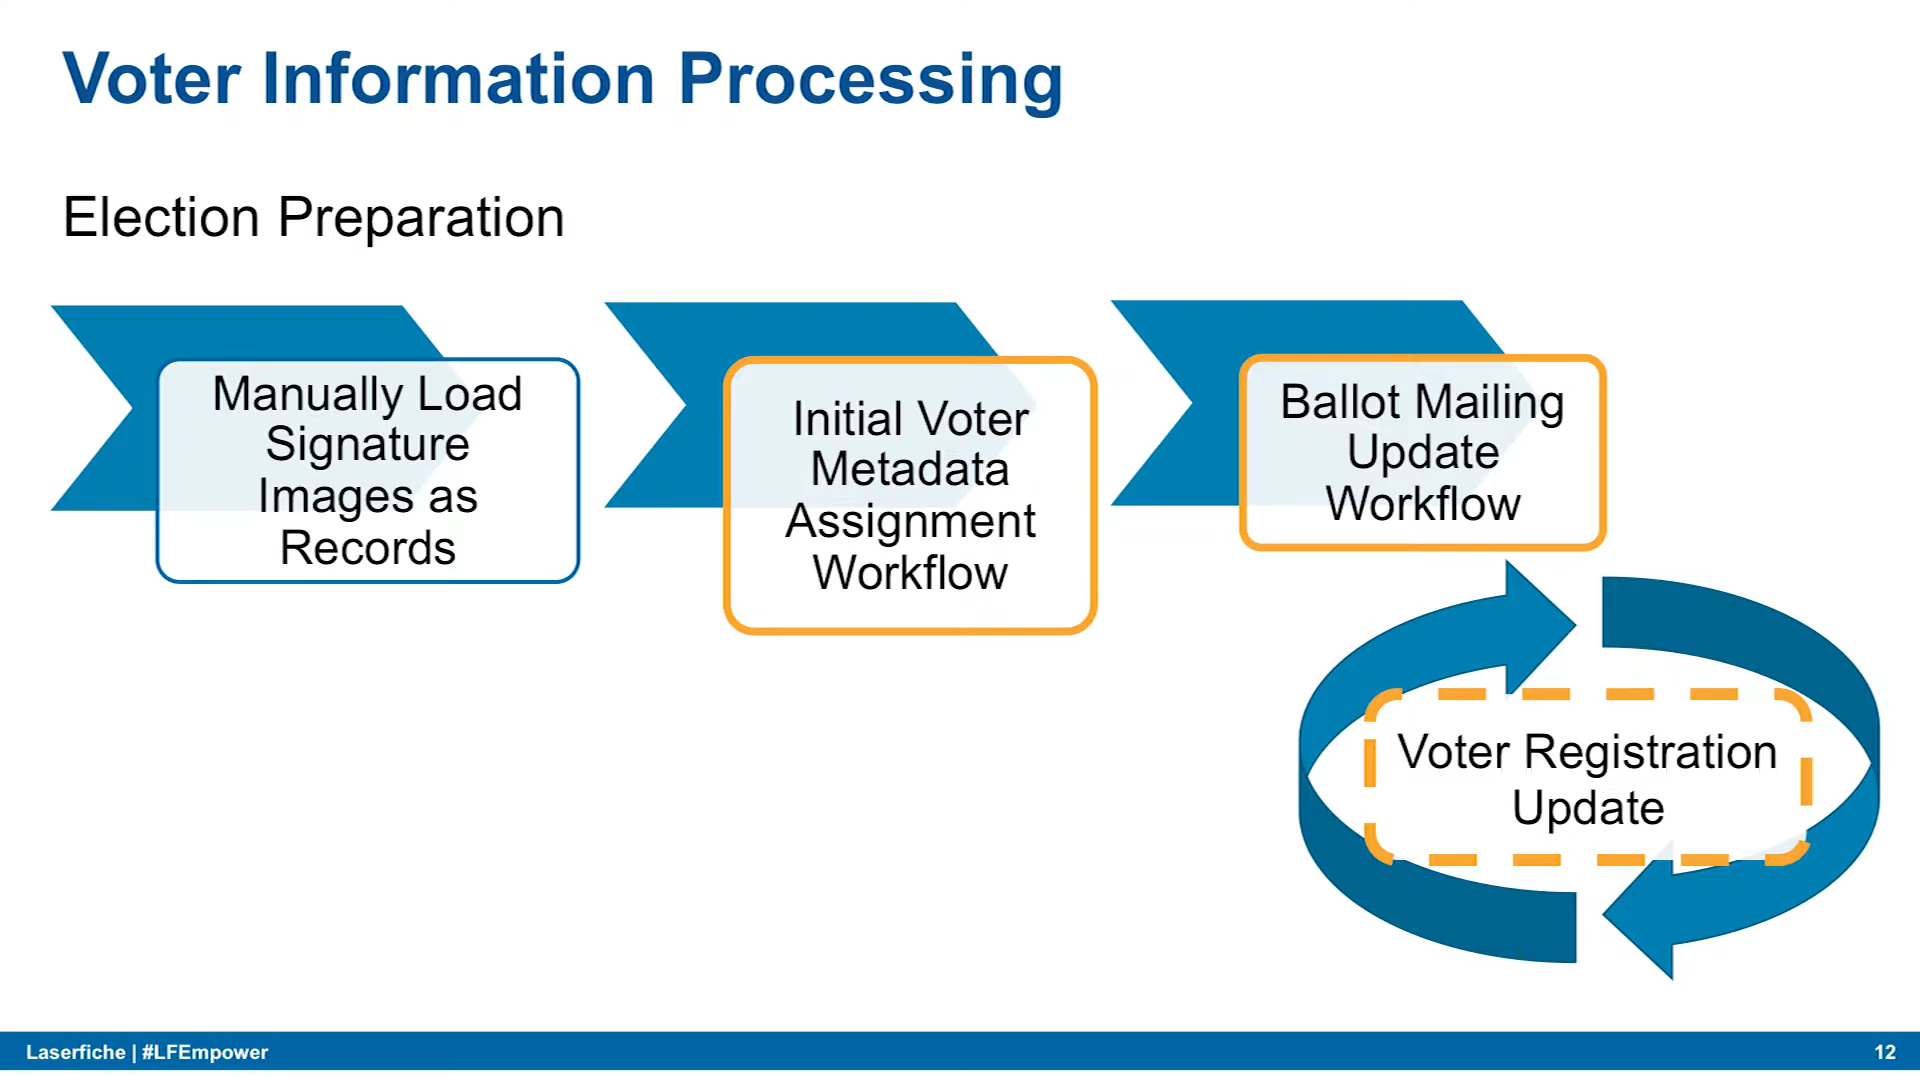 Voter Information Processing
Election Preparation
Manually Load
Signature
Images as
Records
Initial Voter
Metadata
Assignment
Workflow
Ballot Mailing
Update
Workflow
Voter Registration
Update
Laserfiche | #LFEmpower
12